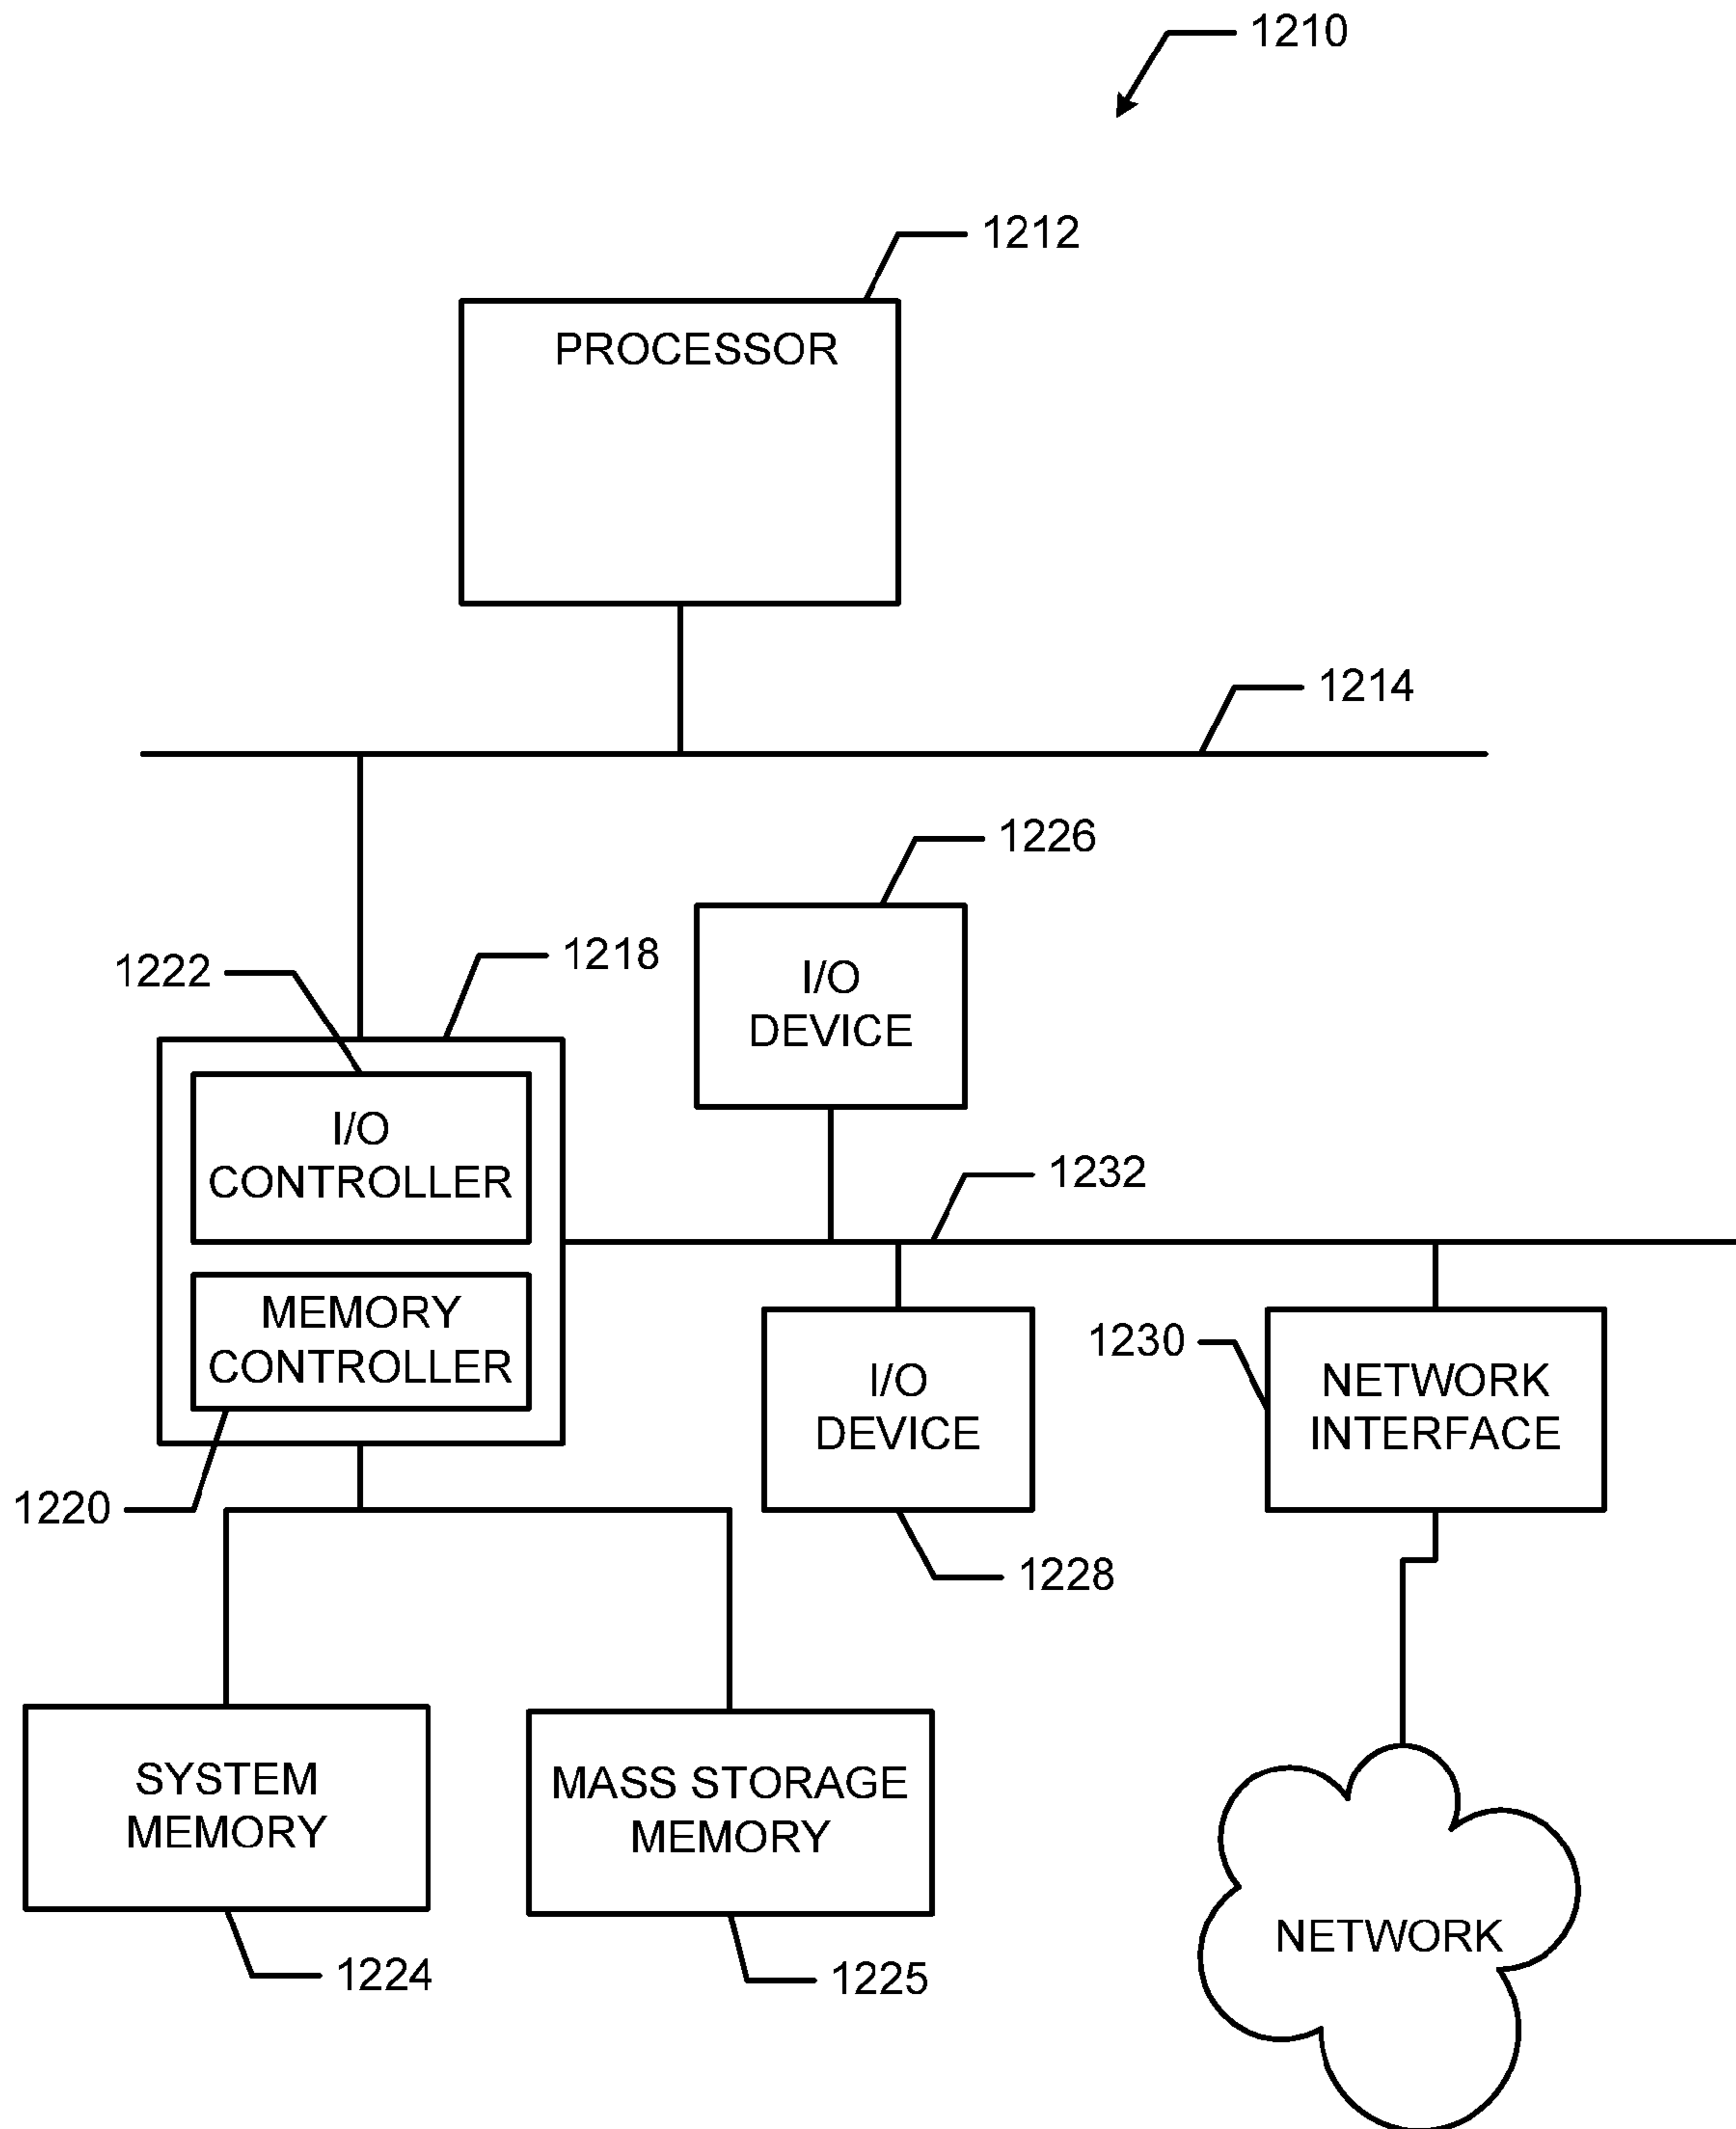 1210
1212
PROCESSOR
1214
1226
1222
1218
I/O
DEVICE
I/O
CONTROLLER
1232
MEMORY
CONTROLLER
1230
I/O
DEVICE
NETWORK
INTERFACE
1220
1228
SYSTEM
MEMORY
MASS STORAGE
MEMORY
NETWORK
1224
1225